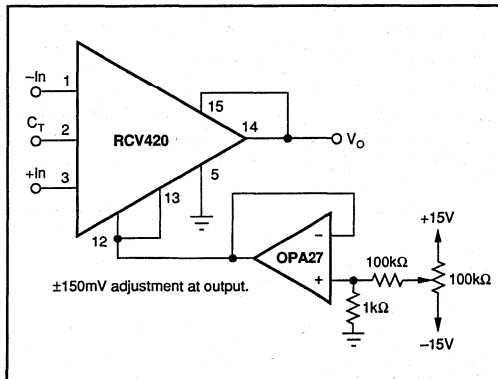 –In
1
15
CT
2
RCV420
14
VO
+In
3
5
13
12
+15V
–
OPA27
100kΩ
100kΩ
+
1kΩ
±150mV adjustment at output.
–15V